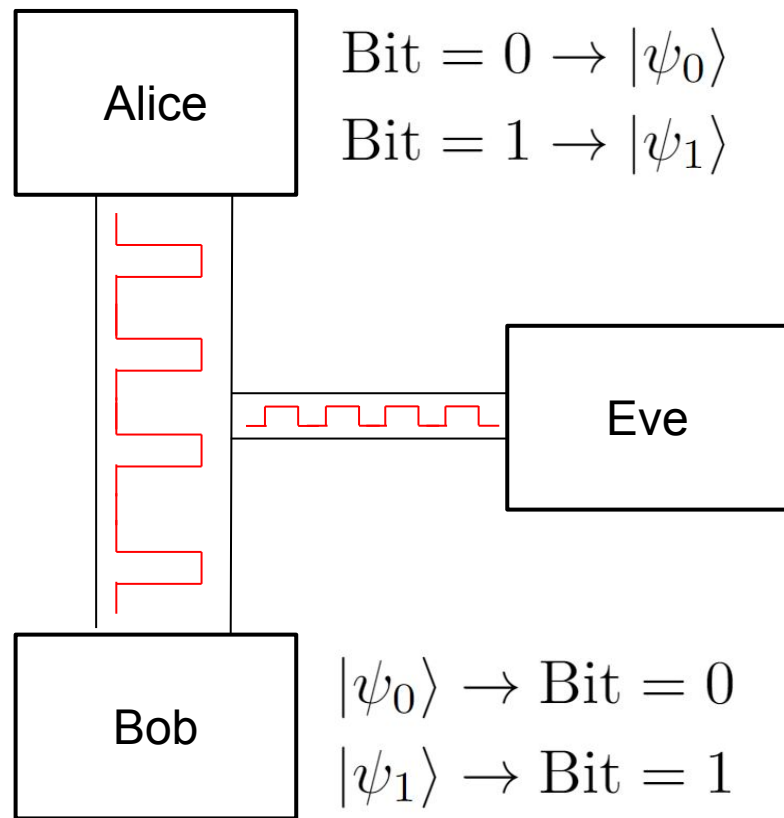 Alice
Bit = 0 → |ψ₀⟩
Bit = 1 → |ψ₁⟩
Eve
Bob
|ψ₀⟩ → Bit = 0
|ψ₁⟩ → Bit = 1